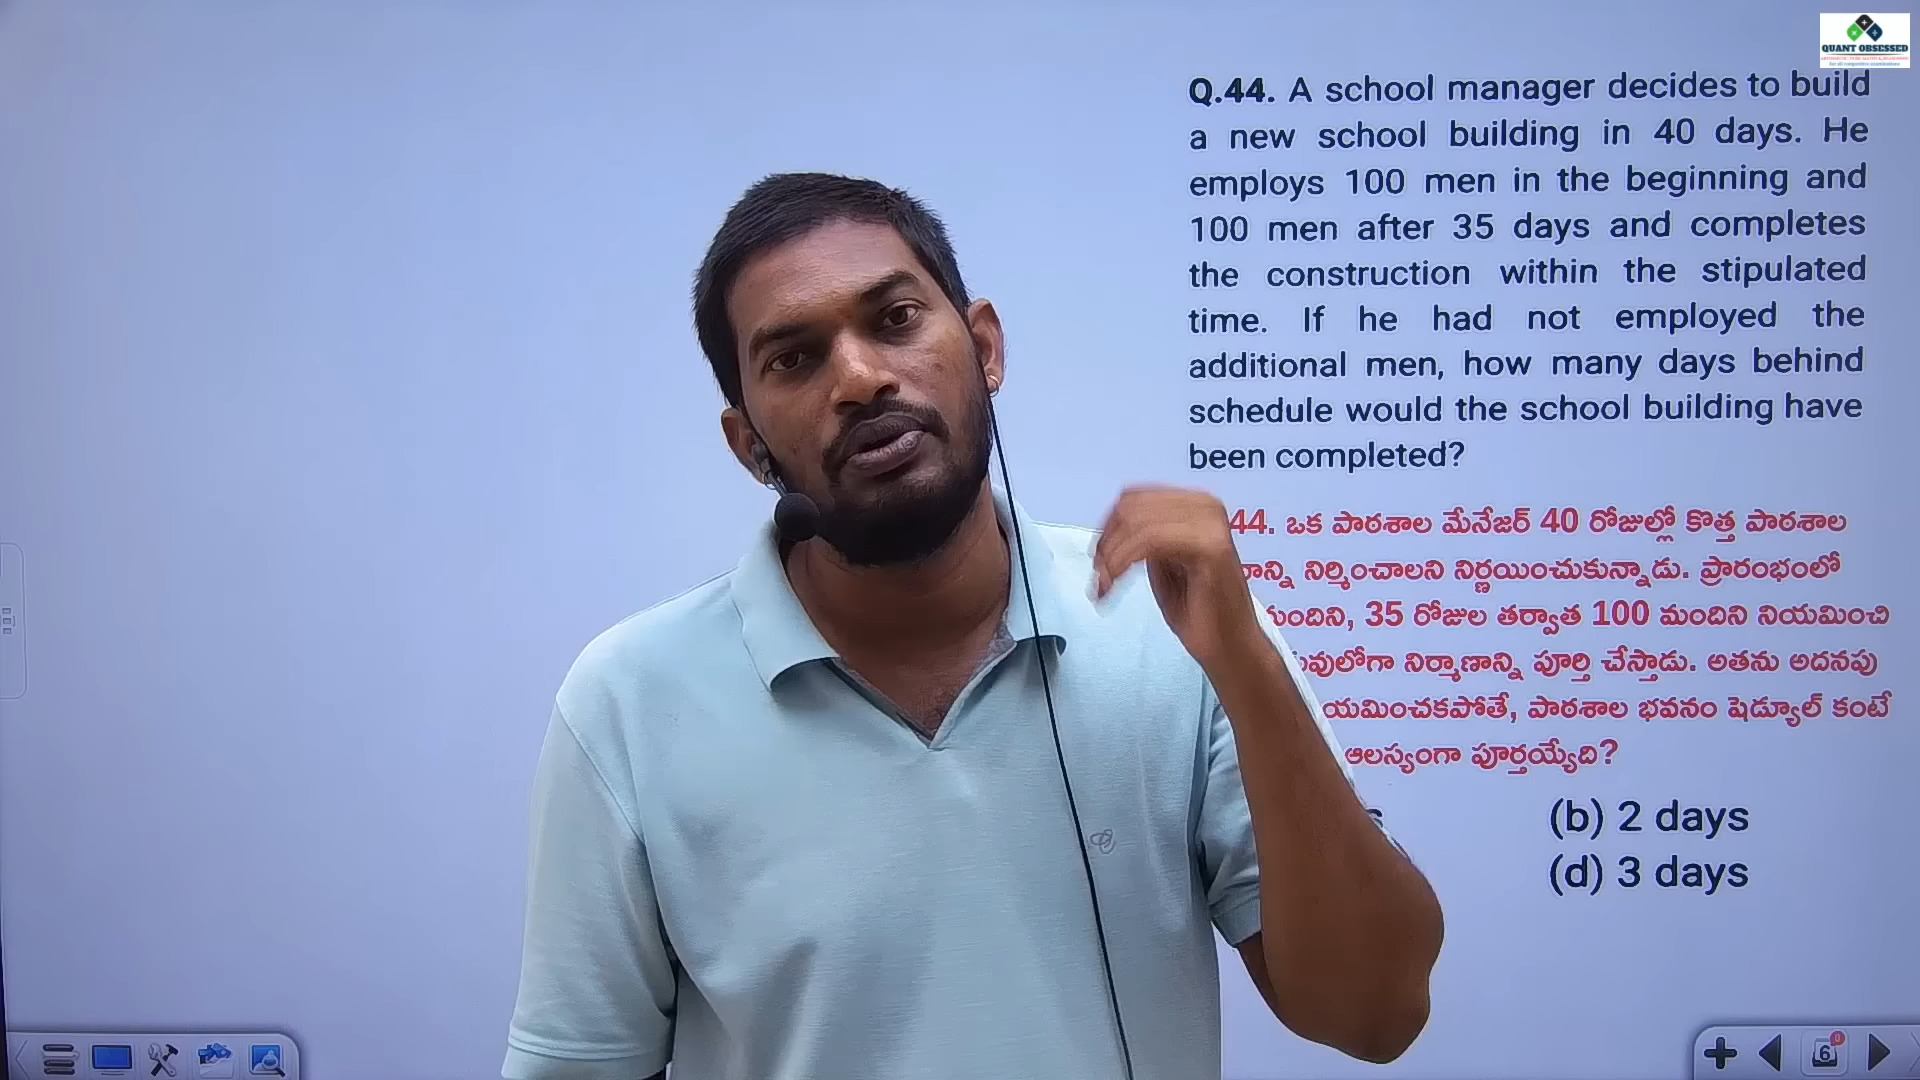 QUANT OBSESSED
Q.44. A school manager decides to build
a new school building in 40 days. He
employs 100 men in the beginning and
100 men after 35 days and completes
the construction within the stipulated
time. If he had not employed the
additional men, how many days behind
schedule would the school building have
been completed?
44. ఒక పాఠశాల మేనేజర్ 40 రోజుల్లో కొత్త పాఠశాల
నిర్మించాలని నిర్ణయించుకున్నాడు. ప్రారంభంలో
35 రోజుల తర్వాత 100 మందిని నియమించి
నిర్మాణాన్ని పూర్తి చేస్తాడు. అతను అదనపు
పాఠశాల భవనం షెడ్యూల్ కంటే
ఆలస్యంగా పూర్తయ్యేది?
(b) 2 days
(d) 3 days
6